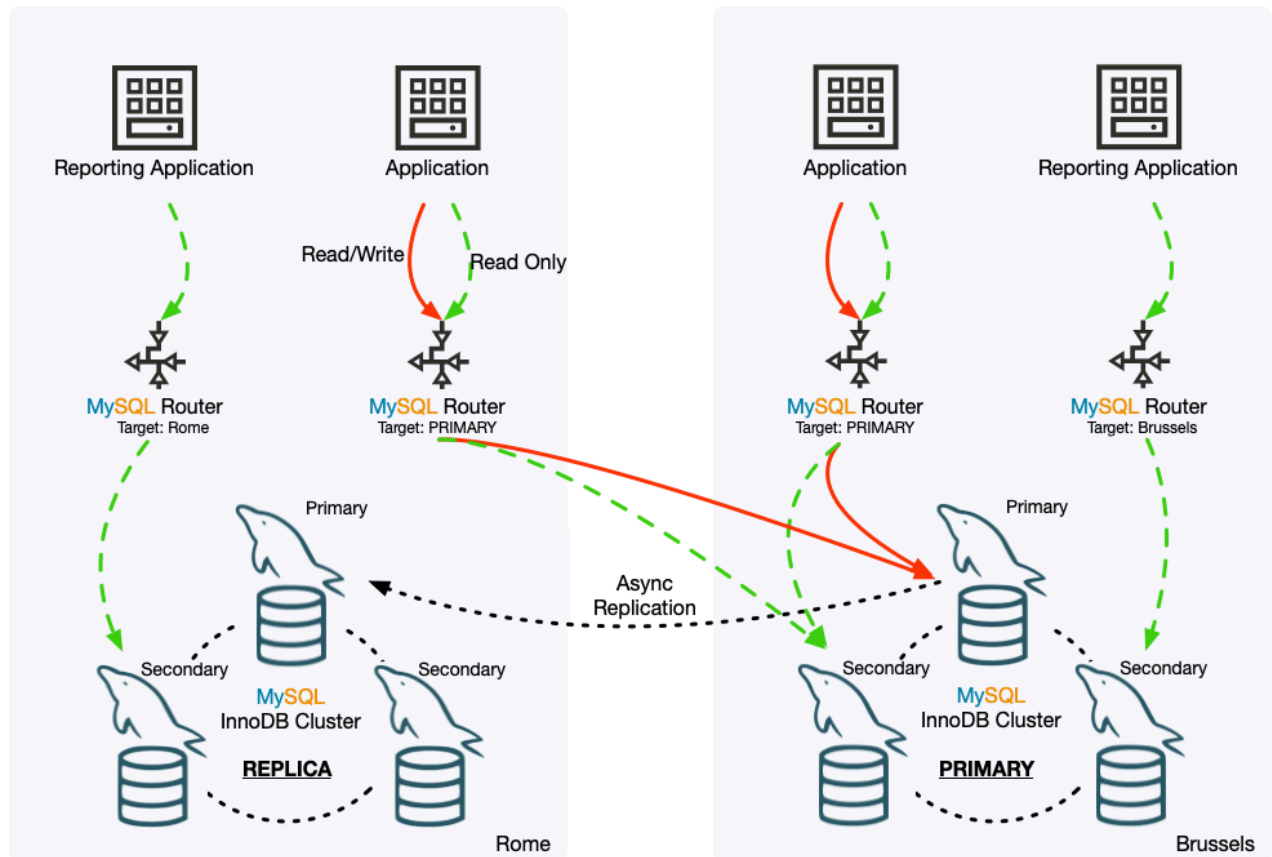 Reporting Application
Application
Application
Reporting Application
Read/Write
Read Only
MySQL Router
Target: Rome
MySQL Router
Target: PRIMARY
MySQL Router
Target: PRIMARY
MySQL Router
Target: Brussels
Primary
Primary
Async
Replication
Secondary
Secondary
Secondary
Secondary
MySQL
InnoDB Cluster
REPLICA
MySQL
InnoDB Cluster
PRIMARY
Rome
Brussels